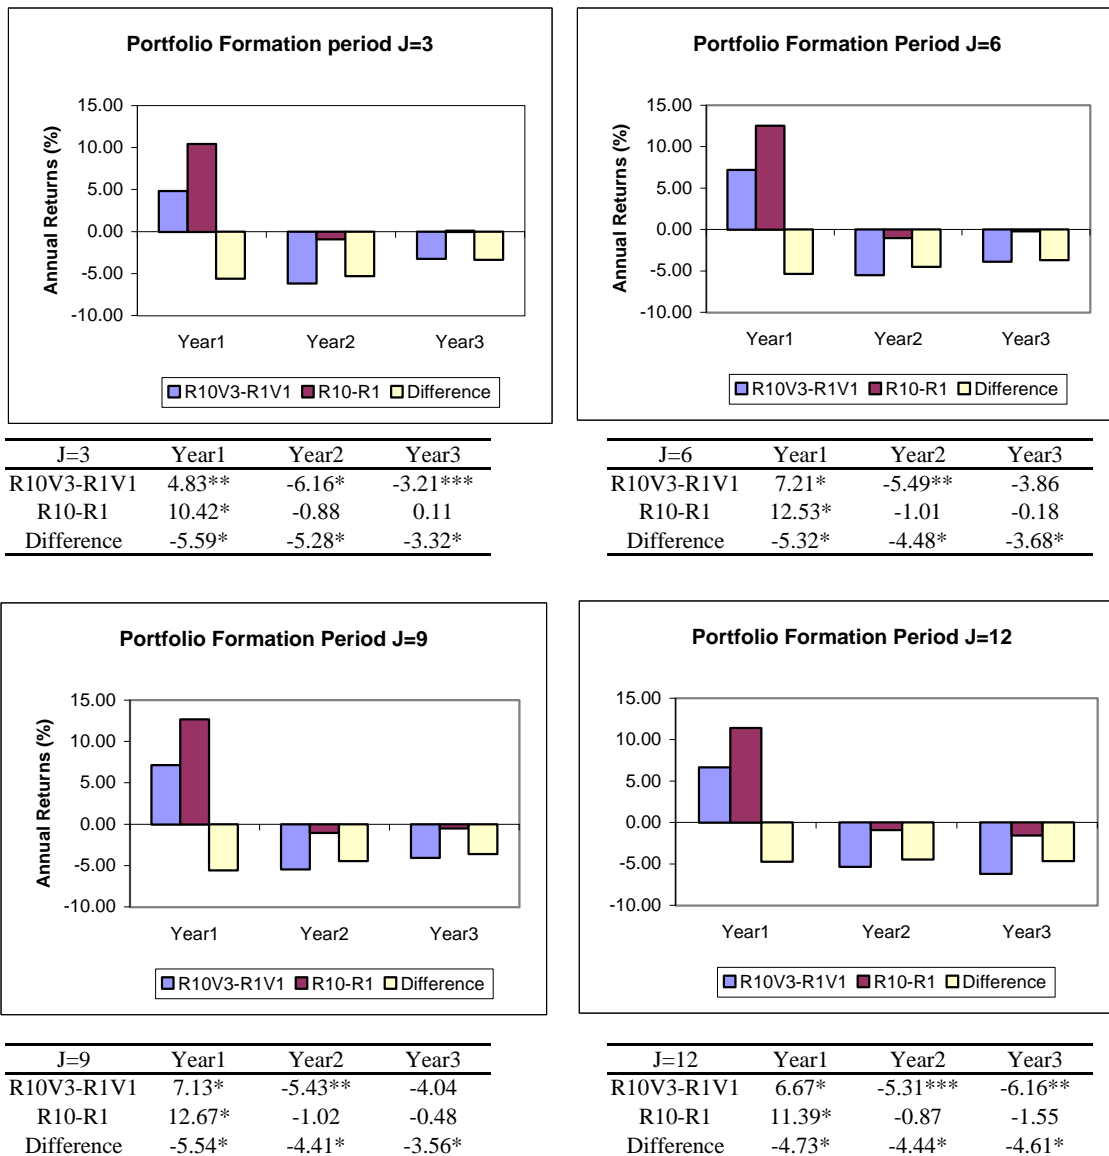 Portfolio Formation period J=3
Annual Returns (%)
15.00
10.00
5.00
0.00
-5.00
-10.00
Year1 Year2 Year3
R10V3-R1V1 R10-R1 Difference
J=3 Year1 Year2 Year3
R10V3-R1V1 4.83** -6.16* -3.21***
R10-R1 10.42* -0.88 0.11
Difference -5.59* -5.28* -3.32*
Portfolio Formation Period J=6
Annual Returns (%)
15.00
10.00
5.00
0.00
-5.00
-10.00
Year1 Year2 Year3
R10V3-R1V1 R10-R1 Difference
J=6 Year1 Year2 Year3
R10V3-R1V1 7.21* -5.49** -3.86
R10-R1 12.53* -1.01 -0.18
Difference -5.32* -4.48* -3.68*
Portfolio Formation Period J=9
Annual Returns (%)
15.00
10.00
5.00
0.00
-5.00
-10.00
Year1 Year2 Year3
R10V3-R1V1 R10-R1 Difference
J=9 Year1 Year2 Year3
R10V3-R1V1 7.13* -5.43** -4.04
R10-R1 12.67* -1.02 -0.48
Difference -5.54* -4.41* -3.56*
Portfolio Formation Period J=12
Annual Returns (%)
15.00
10.00
5.00
0.00
-5.00
-10.00
Year1 Year2 Year3
R10V3-R1V1 R10-R1 Difference
J=12 Year1 Year2 Year3
R10V3-R1V1 6.67* -5.31*** -6.16**
R10-R1 11.39* -0.87 -1.55
Difference -4.73* -4.44* -4.61*